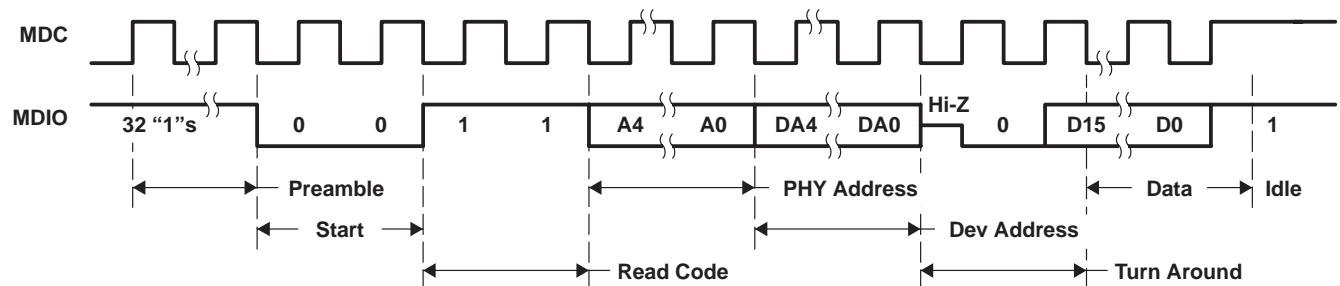 MDC
MDIO
32 “1”s 0 0 1 1 A4 A0 DA4 DA0 Hi-Z 0 D15 D0 1
Preamble PHY Address Data Idle
Start Dev Address
Read Code Turn Around